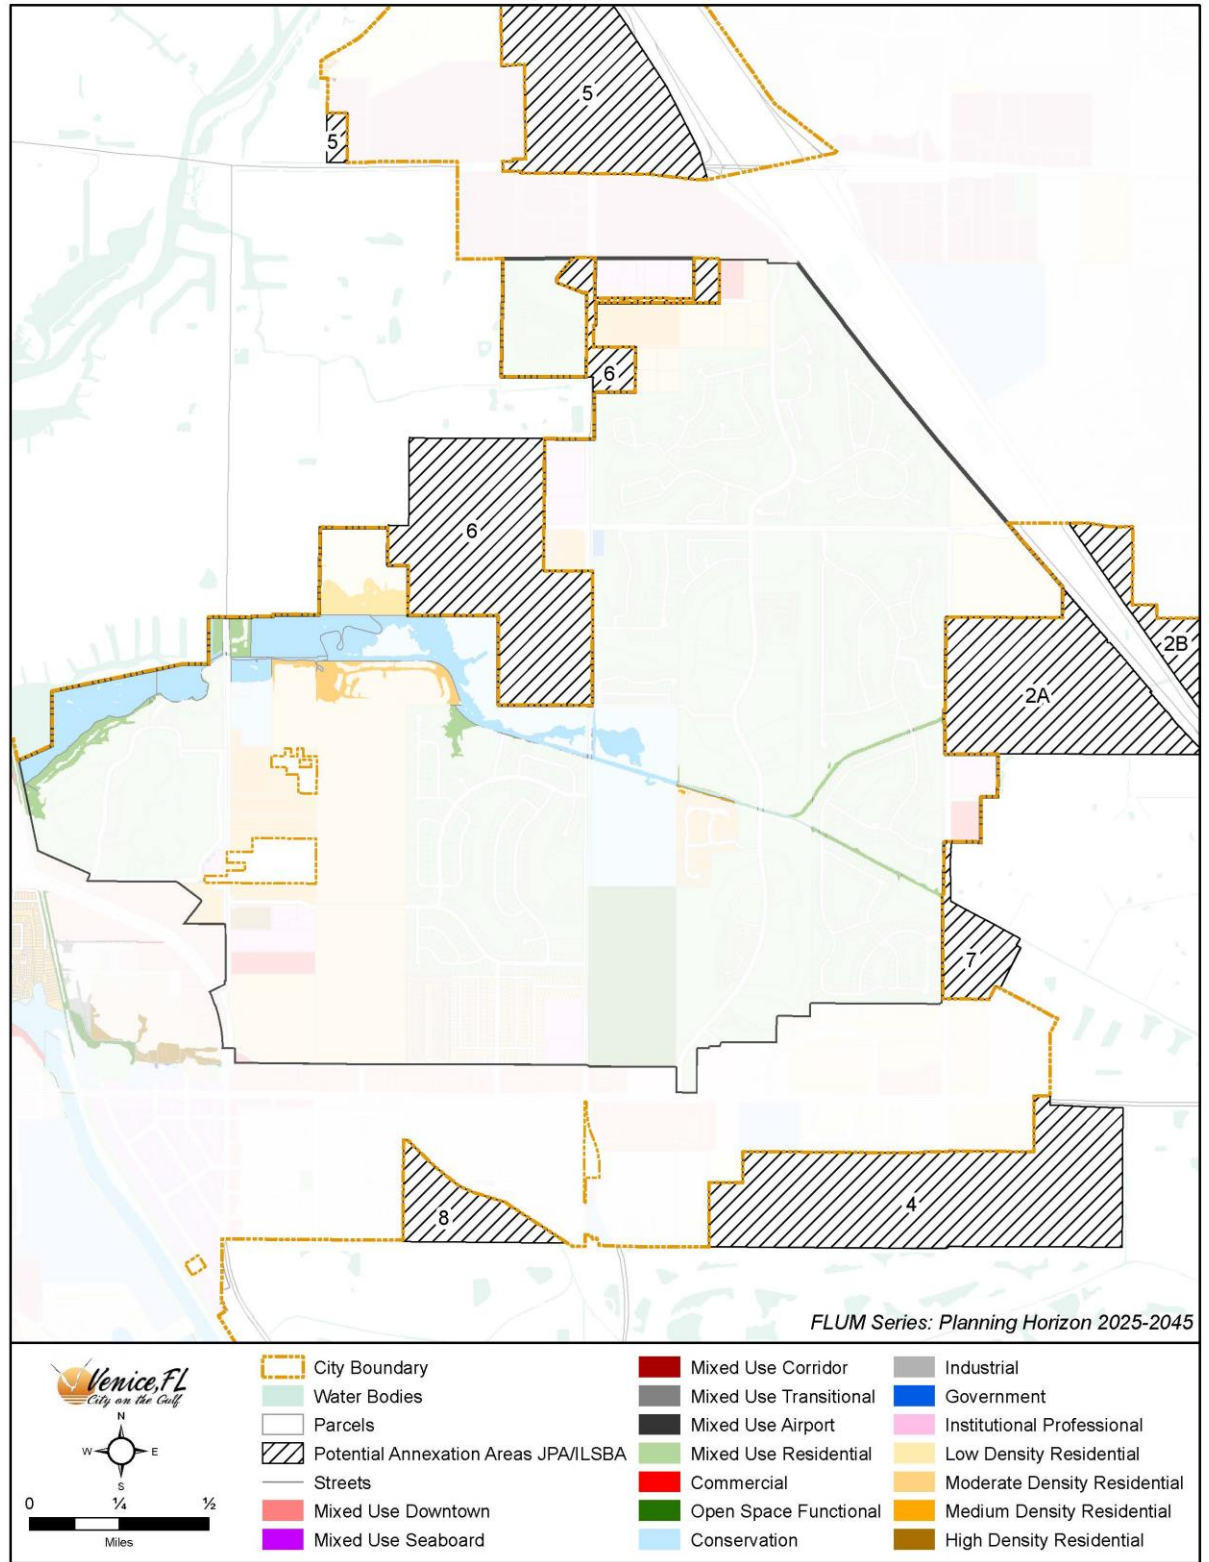 5
5
6
6
2B
2A
7
4
8
FLUM Series: Planning Horizon 2025-2045
Venice, FL
City on the Gulf
N
W E
S
0 ¼ ½
Miles
City Boundary
Water Bodies
Parcels
Potential Annexation Areas JPA/ILSBA
Streets
Mixed Use Downtown
Mixed Use Seaboard
Mixed Use Corridor
Mixed Use Transitional
Mixed Use Airport
Mixed Use Residential
Commercial
Open Space Functional
Conservation
Industrial
Government
Institutional Professional
Low Density Residential
Moderate Density Residential
Medium Density Residential
High Density Residential